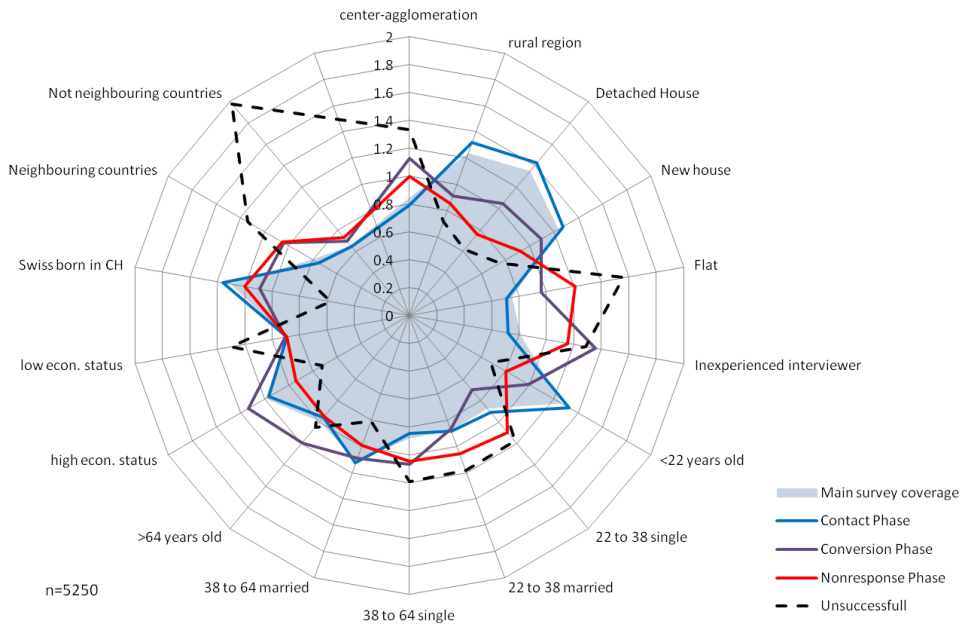 center-agglomeration
2
rural region
1.8
1.6
Not neighbouring countries
Detached House
1.4
1.2
Neighbouring countries
New house
1
0.8
0.6
Swiss born in CH
0.4
Flat
0.2
0
low econ. status
Inexperienced interviewer
high econ. status
<22 years old
>64 years old
22 to 38 single
38 to 64 married
22 to 38 married
38 to 64 single
n=5250
Main survey coverage
Contact Phase
Conversion Phase
Nonresponse Phase
Unsuccessfull